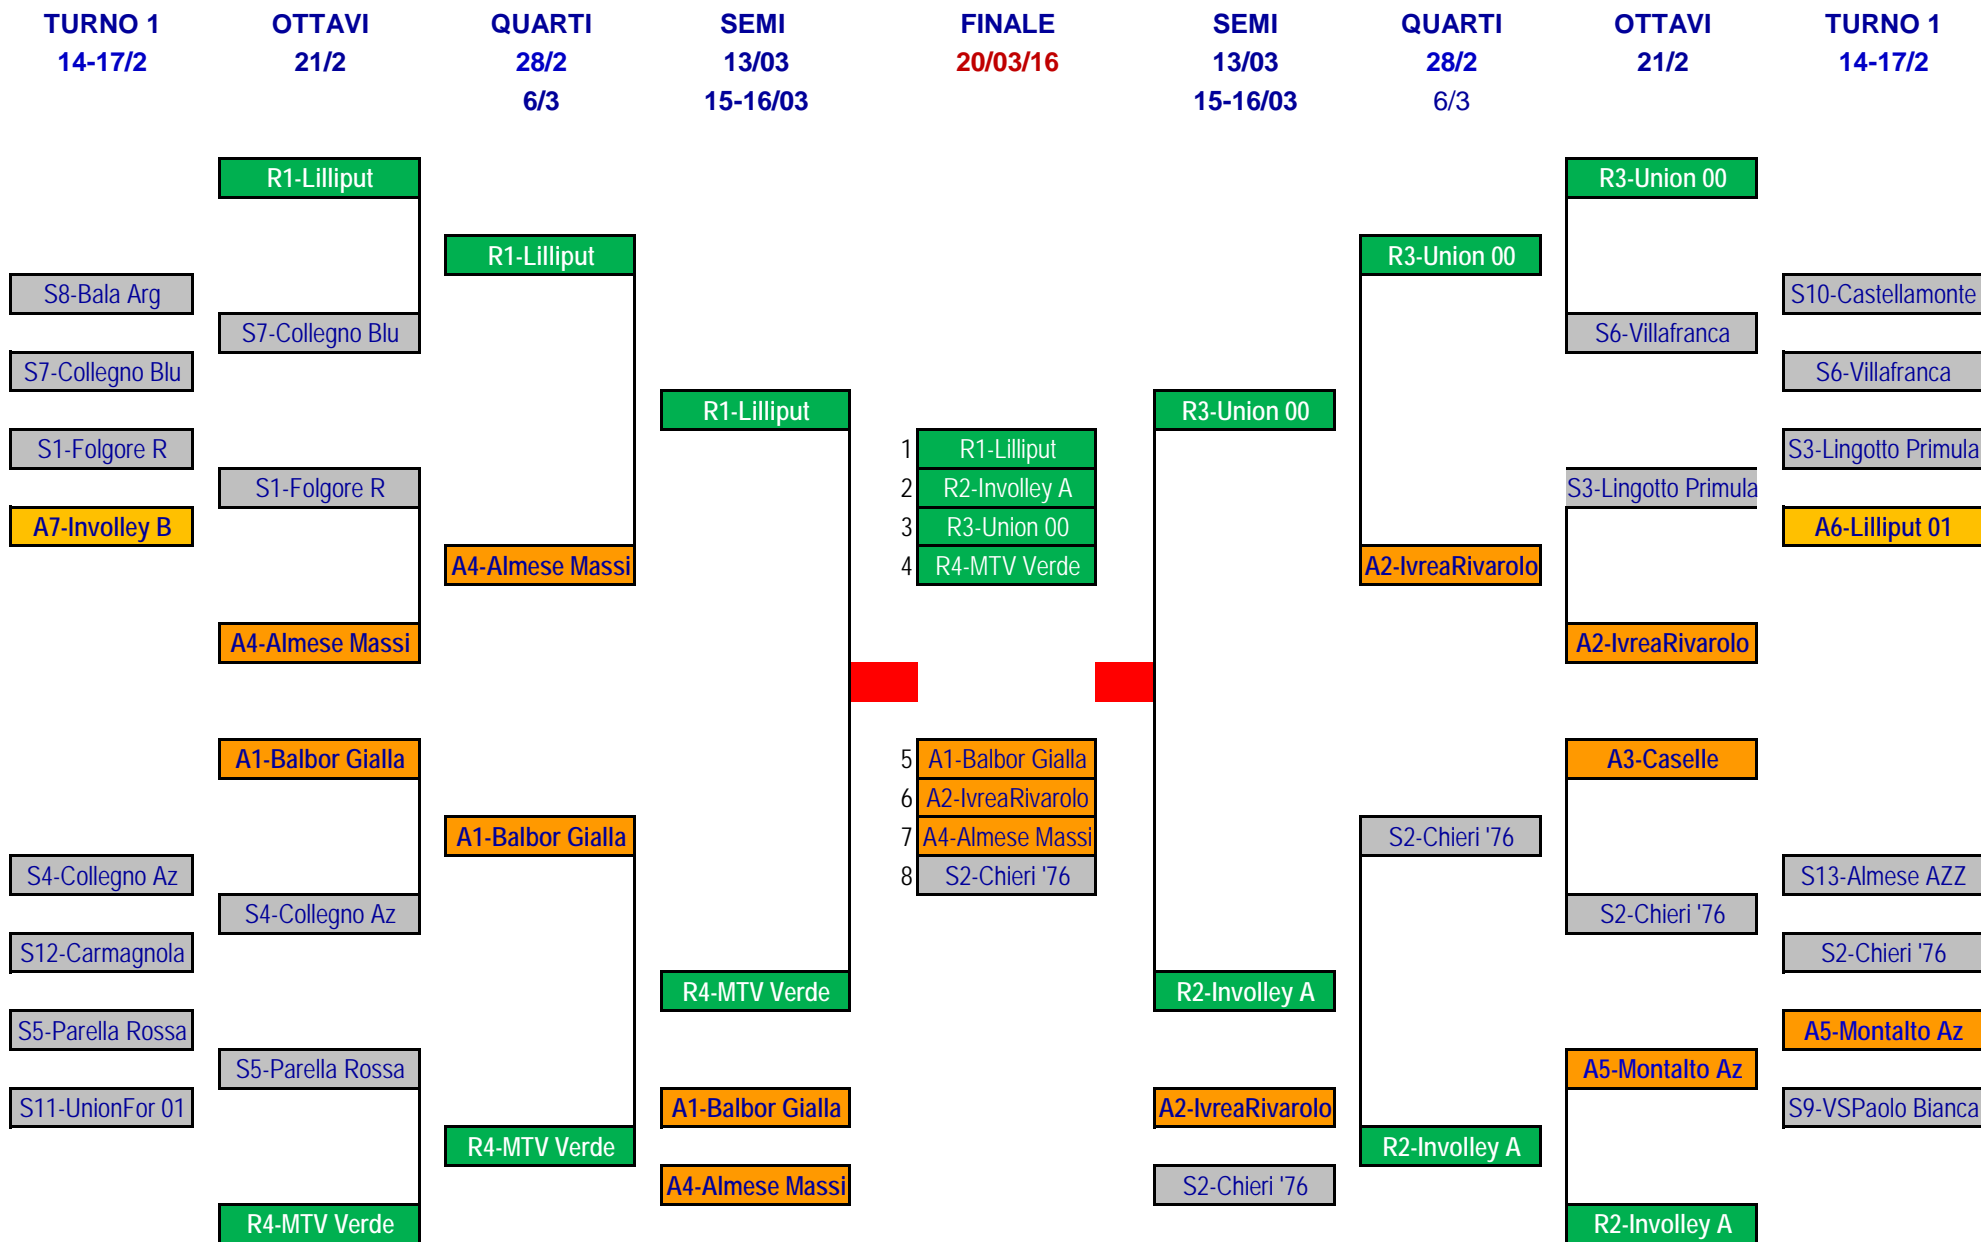 TURNO 1 OTTAVI QUARTI SEMI FINALE SEMI QUARTI OTTAVI TURNO 1
14-17/2 21/2 28/2 13/03 20/03/16 13/03 28/2 21/2 14-17/2
6/3 15-16/03 15-16/03 6/3
R1-Lilliput R3-Union 00
R1-Lilliput R3-Union 00
S8-Bala Arg S10-Castellamonte
S7-Collegno Blu S6-Villafranca
S7-Collegno Blu S6-Villafranca
R1-Lilliput R3-Union 00
S1-Folgore R 1 R1-Lilliput S3-Lingotto Primula
S1-Folgore R 2 R2-Involley A S3-Lingotto Primula
A7-Involley B 3 R3-Union 00 A6-Lilliput 01
A4-Almese Massi 4 R4-MTV Verde A2-IvreaRivarolo
A4-Almese Massi A2-IvreaRivarolo
A1-Balbor Gialla 5 A1-Balbor Gialla A3-Caselle
6 A2-IvreaRivarolo
A1-Balbor Gialla 7 A4-Almese Massi S2-Chieri '76
S4-Collegno Az 8 S2-Chieri '76 S13-Almese AZZ
S4-Collegno Az S2-Chieri '76
S12-Carmagnola S2-Chieri '76
R4-MTV Verde R2-Involley A
S5-Parella Rossa A5-Montalto Az
S5-Parella Rossa A5-Montalto Az
S11-UnionFor 01 A1-Balbor Gialla A2-IvreaRivarolo S9-VSPaolo Bianca
R4-MTV Verde R2-Involley A
A4-Almese Massi S2-Chieri '76
R4-MTV Verde R2-Involley A